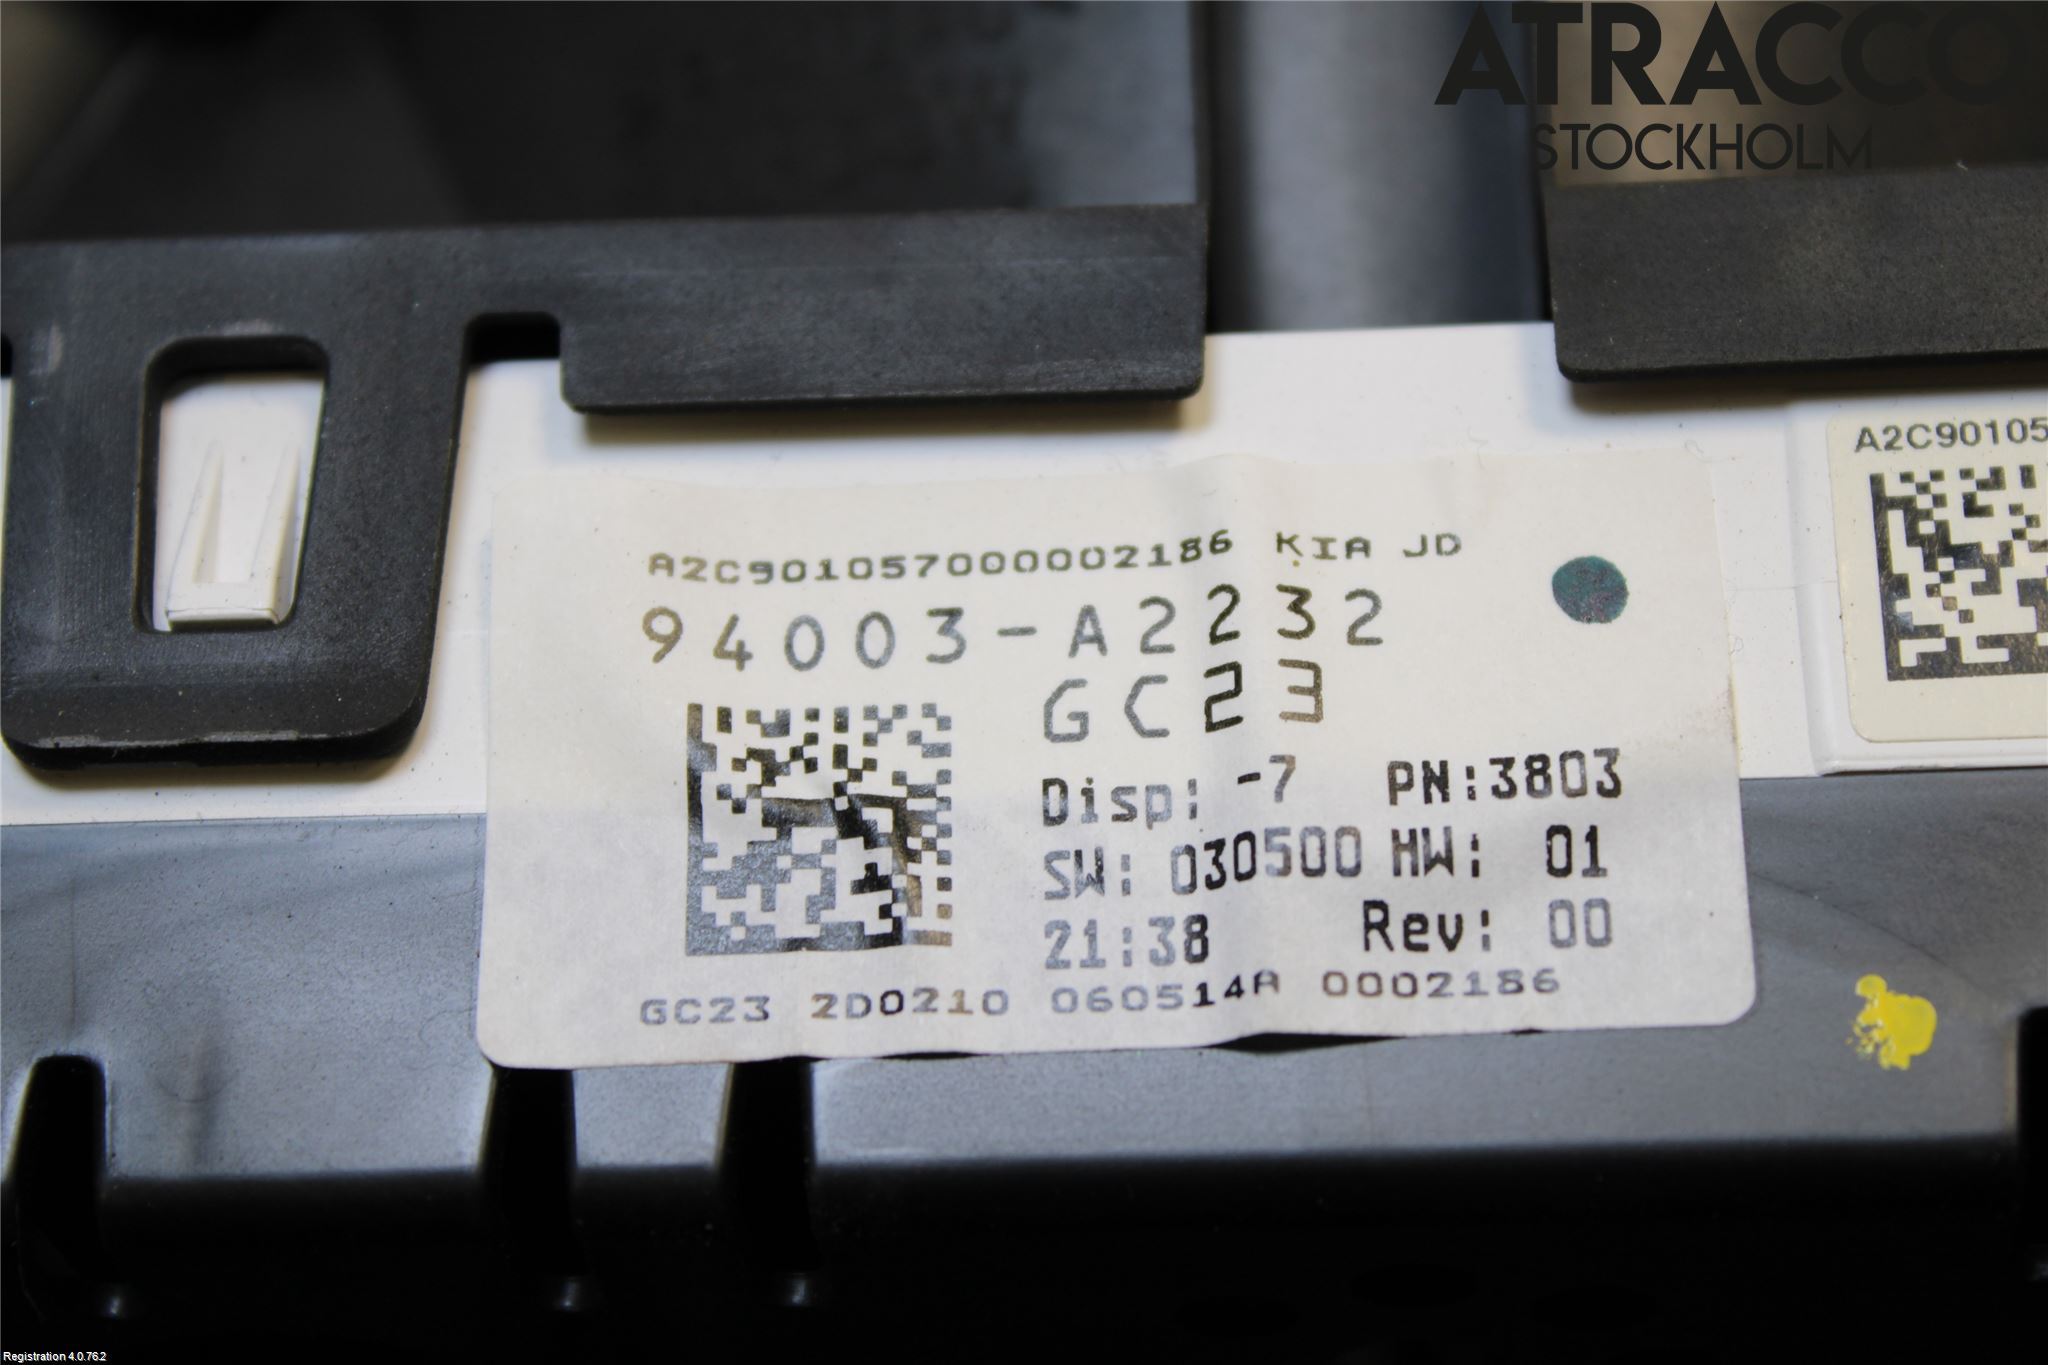 ATRACCO
STOCKHOLM
A2C90105
A2C9010570000002186 KIA JD
94003-A2232
GC23
Disp: -7 PN:3803
SW: 030500 HW: 01
21:38 Rev: 00
GC23 2D0210 060514A 0002186
Registration 4.0.76.2